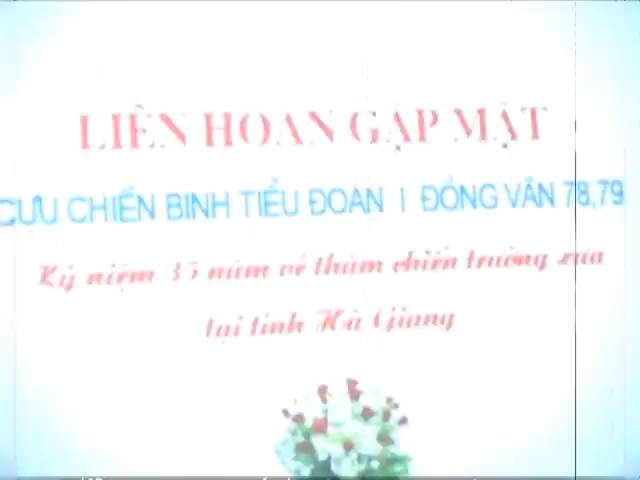 LIÊN HOAN GẶP MẶT
CỰU CHIẾN BINH TIỂU ĐOÀN I ĐỒNG VĂN 78,79
Kỷ niệm 35 năm về thăm chiến trường xưa
tại tỉnh Hà Giang